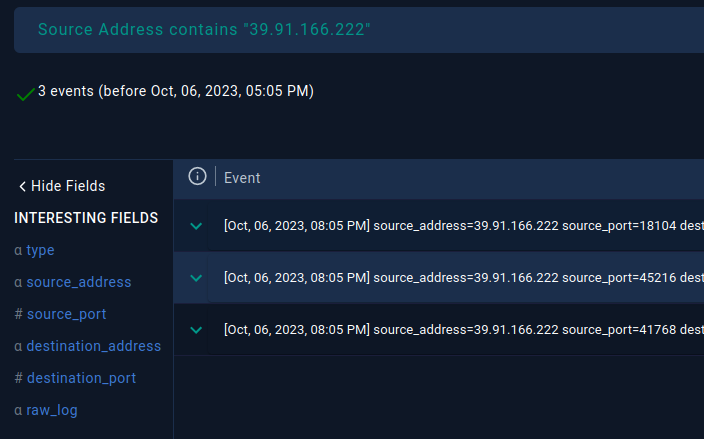 Source Address contains "39.91.166.222"
3 events (before Oct, 06, 2023, 05:05 PM)
Hide Fields
INTERESTING FIELDS
α type
α source_address
# source_port
α destination_address
# destination_port
α raw_log
Event
[Oct, 06, 2023, 08:05 PM] source_address=39.91.166.222 source_port=18104 dest
[Oct, 06, 2023, 08:05 PM] source_address=39.91.166.222 source_port=45216 dest
[Oct, 06, 2023, 08:05 PM] source_address=39.91.166.222 source_port=41768 dest